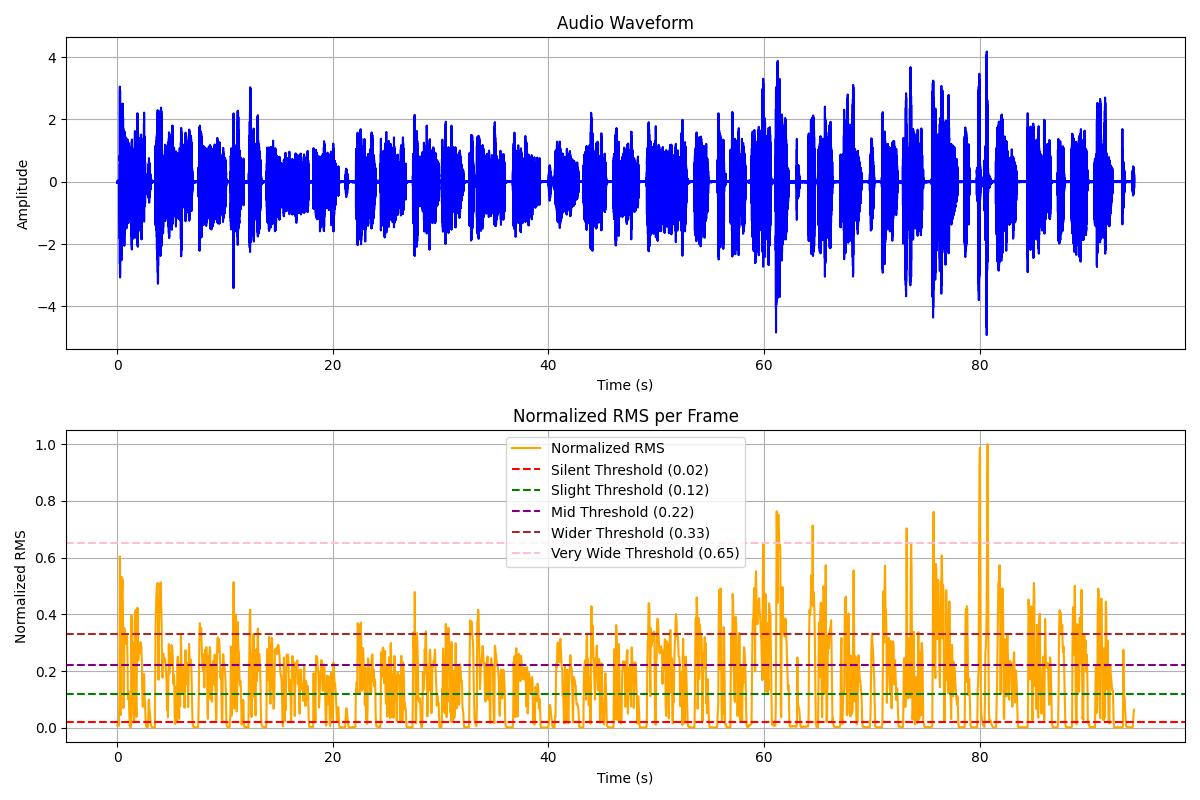 Audio Waveform
4
2
0
−2
−4
Amplitude
0 20 40 60 80
Time (s)
Normalized RMS per Frame
1.0
0.8
0.6
0.4
0.2
0.0
Normalized RMS
Normalized RMS
Silent Threshold (0.02)
Slight Threshold (0.12)
Mid Threshold (0.22)
Wider Threshold (0.33)
Very Wide Threshold (0.65)
0 20 40 60 80
Time (s)